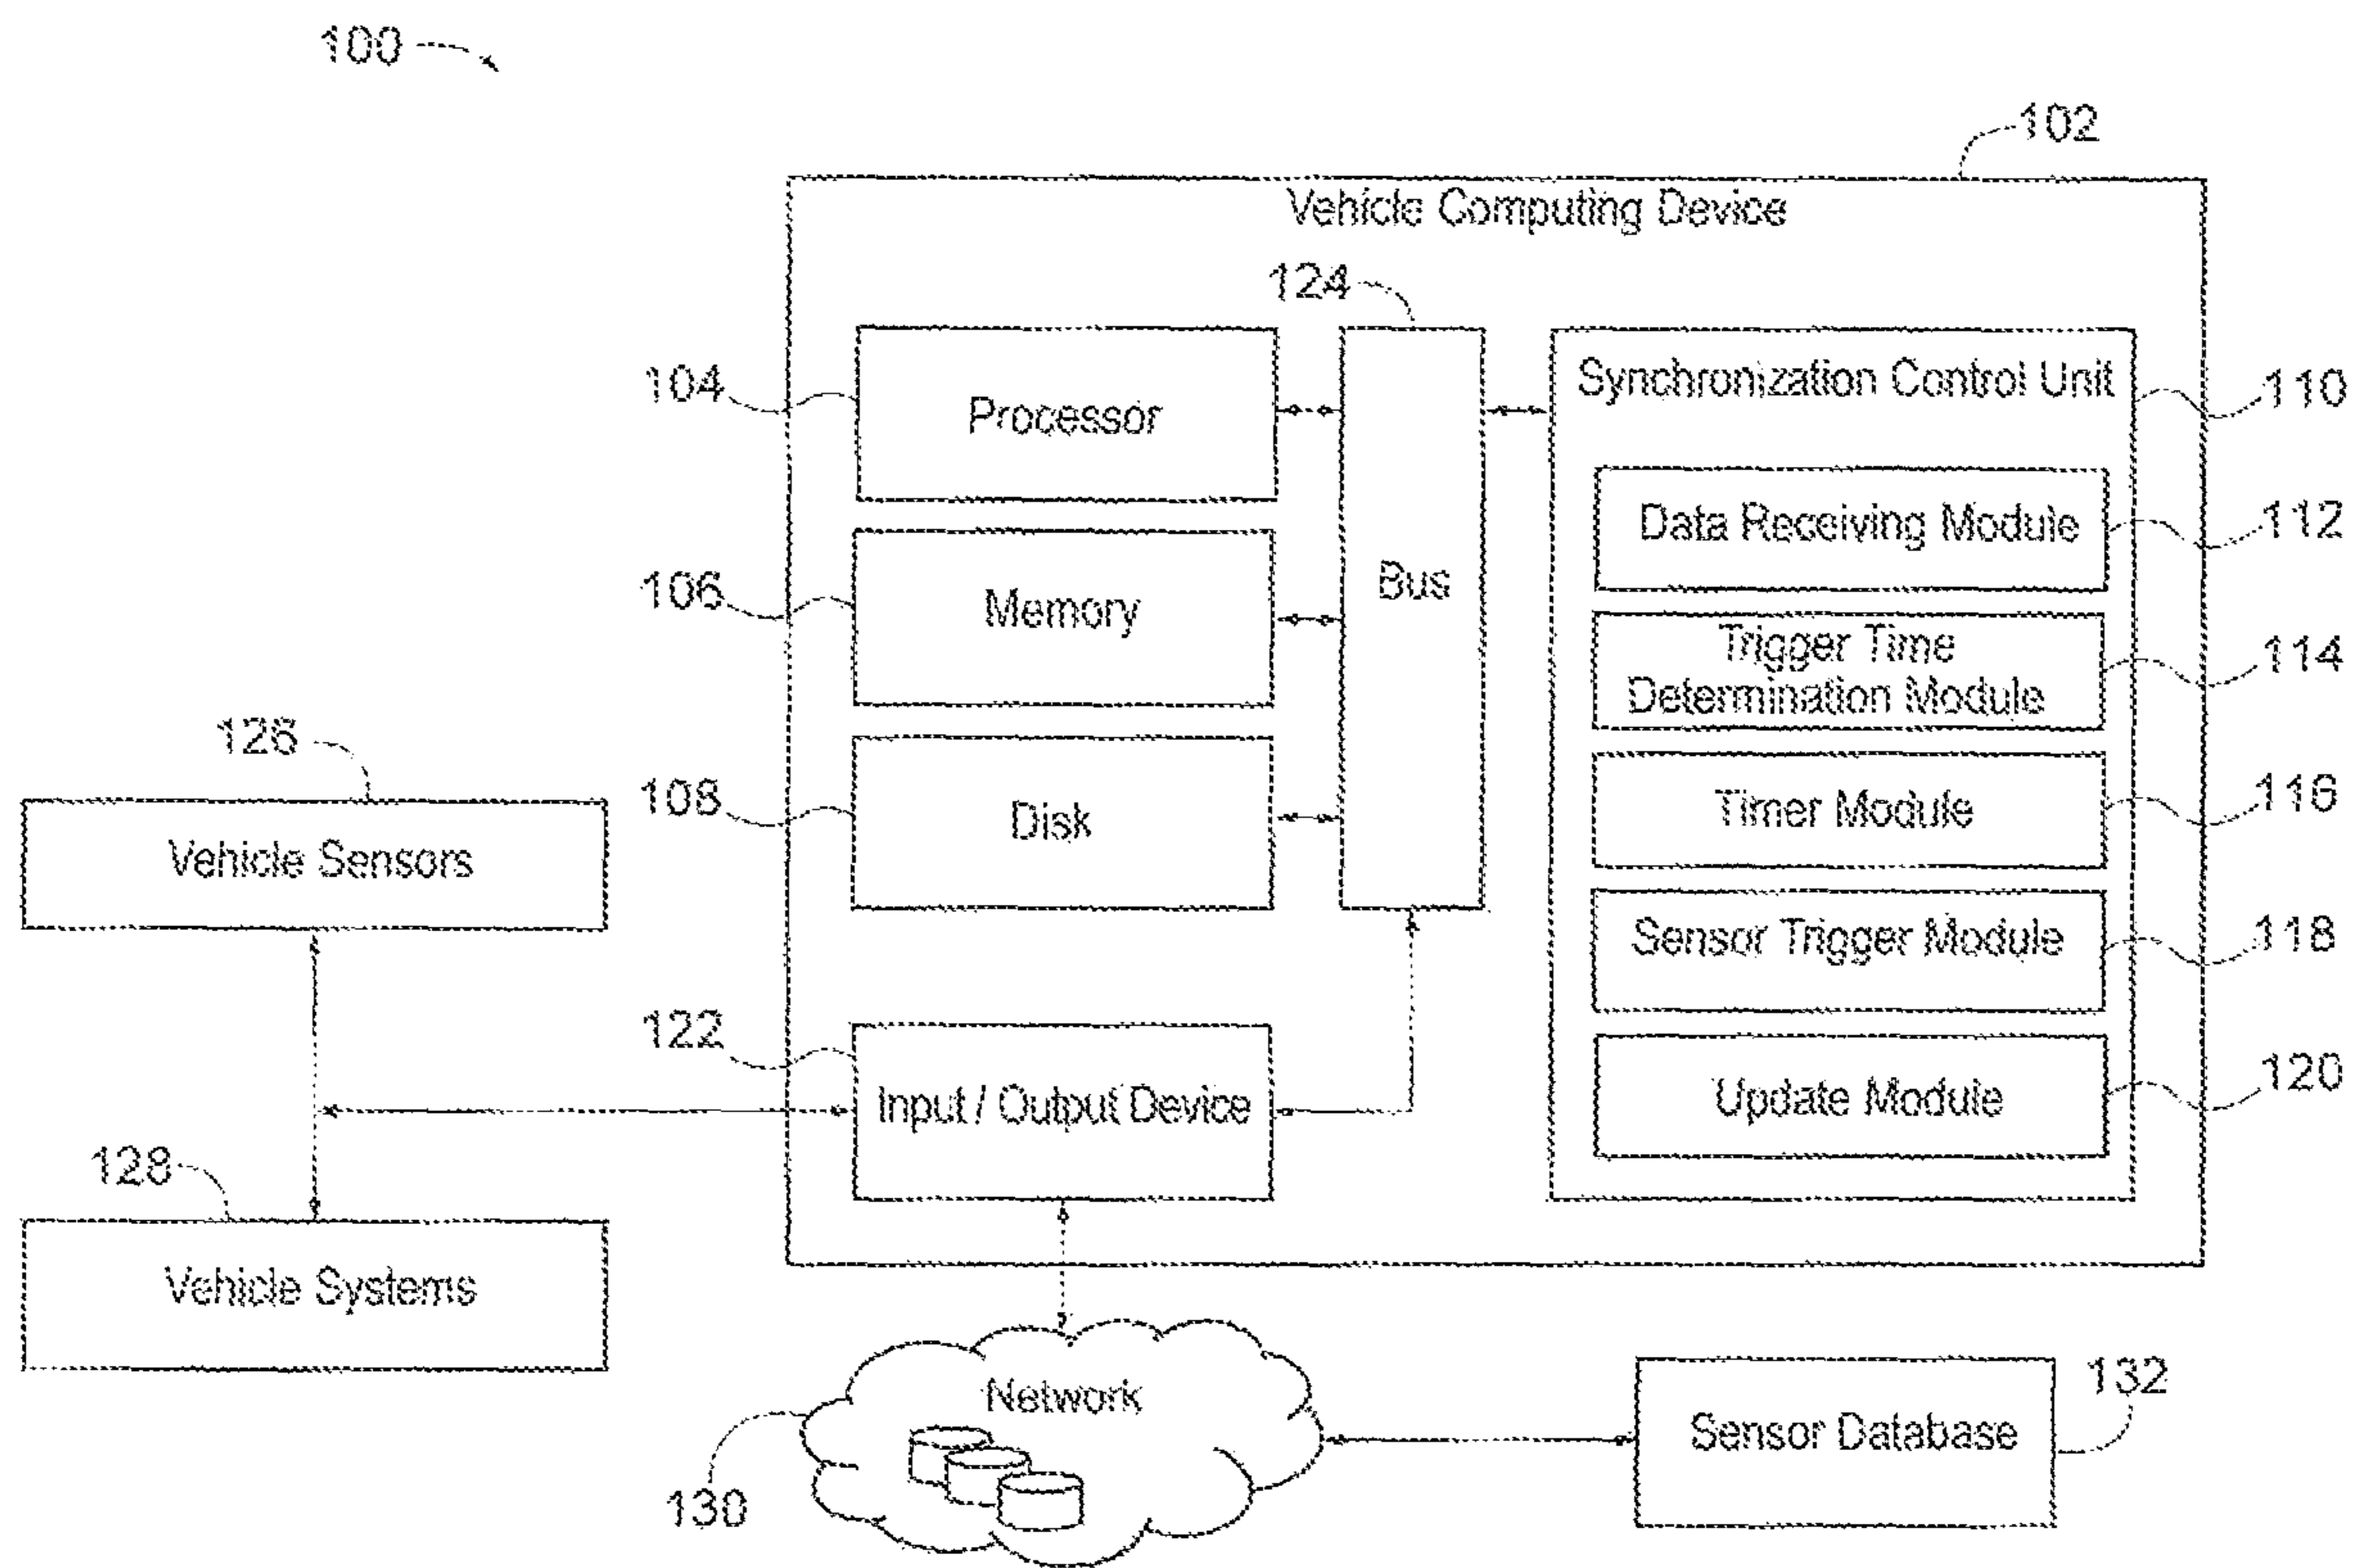 100
102
Vehicle Computing Device
124
104
Processor
Synchronization Control Unit
110
Data Receiving Module
112
106
Memory
Bus
Trigger Time
Determination Module
114
126
108
Disk
Timer Module
116
Vehicle Sensors
Sensor Trigger Module
118
122
Input / Output Device
Update Module
120
128
Vehicle Systems
Network
130
Sensor Database
132